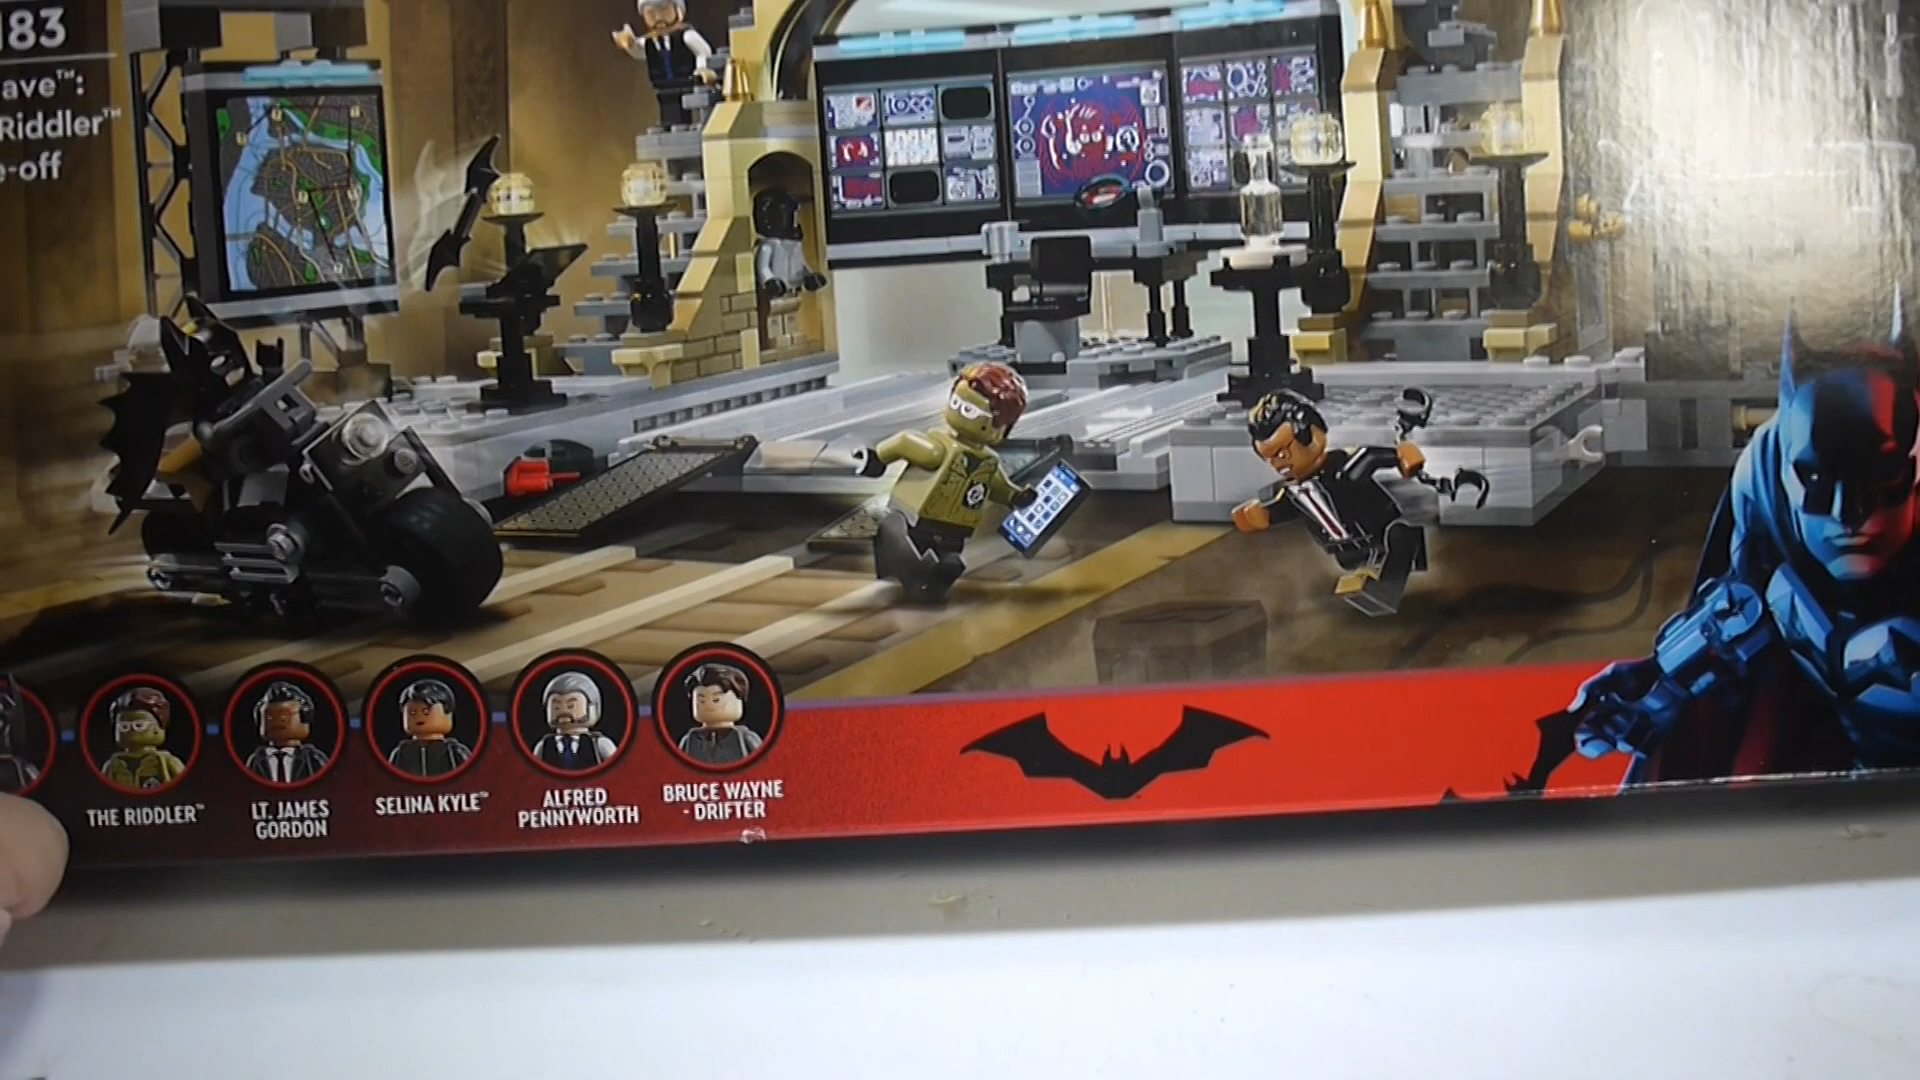 183
ave™:
Riddler™
e-off
THE RIDDLER™
LT. JAMES
GORDON
SELINA KYLE™
ALFRED
PENNYWORTH
BRUCE WAYNE
- DRIFTER